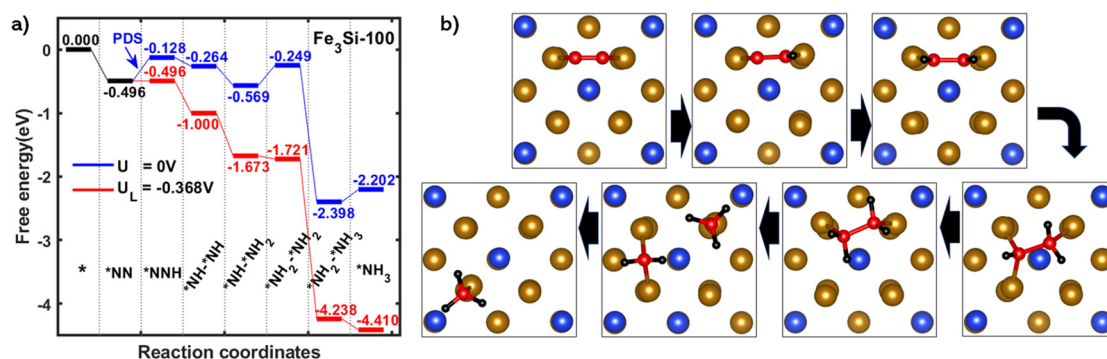 a)
Fe3Si-100
0.000
PDS
-0.128
-0.264
-0.249
-0.496
-0.496
-0.569
-1.000
-1.673
-1.721
U = 0V
UL = -0.368V
-2.202
-2.398
-4.238
-4.410
0
-1
-2
-3
-4
Free energy(eV)
*
*NN
*NNH
*NH-*NH
*NH-*NH2
*NH2-*NH2
*NH2-*NH3
*NH3
Reaction coordinates
b)